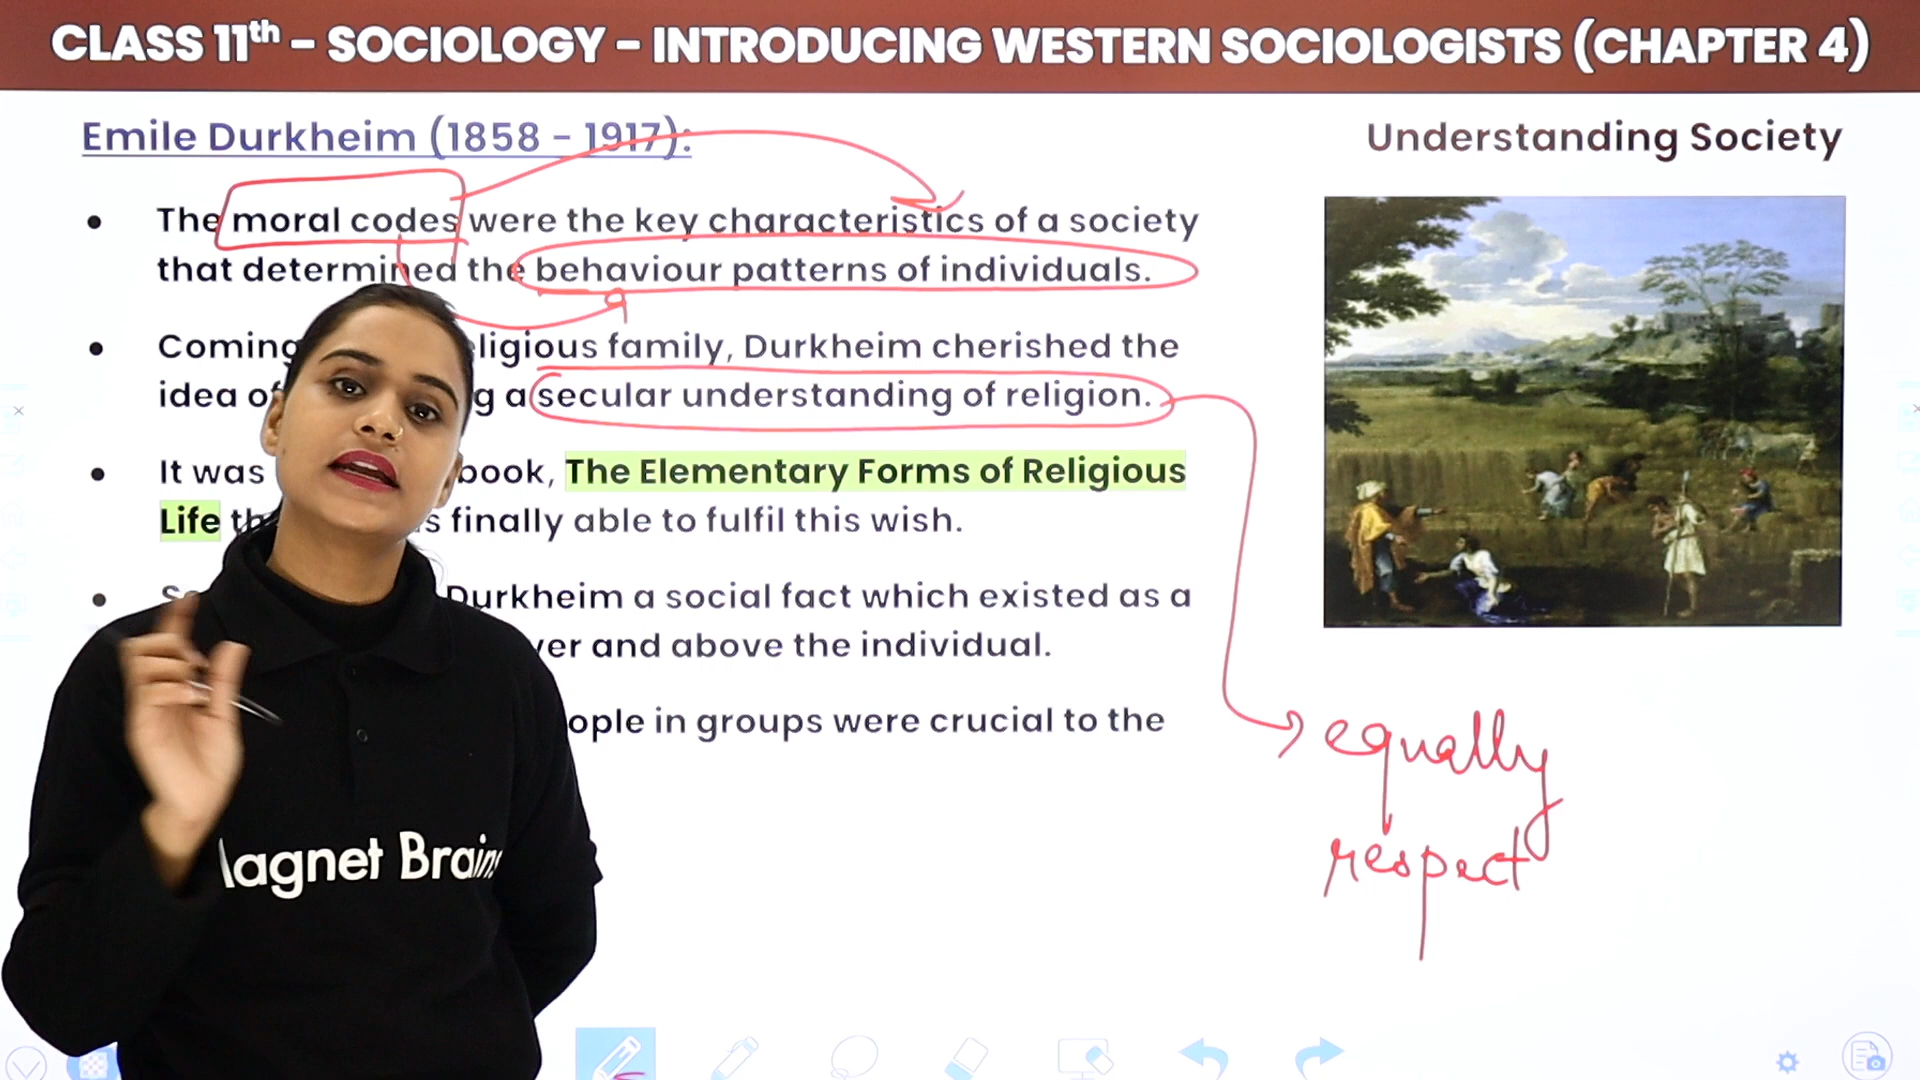 CLASS 11th – SOCIOLOGY – INTRODUCING WESTERN SOCIOLOGISTS (CHAPTER 4)
Emile Durkheim (1858 – 1917):
Understanding Society
• The moral codes were the key characteristics of a society
that determined the behaviour patterns of individuals.
• Coming ligious family, Durkheim cherished the
idea o g a secular understanding of religion.
• It was book, The Elementary Forms of Religious
Life th s finally able to fulfil this wish.
• So Durkheim a social fact which existed as a
ver and above the individual.
ople in groups were crucial to the
equally
respect
agnet Brains